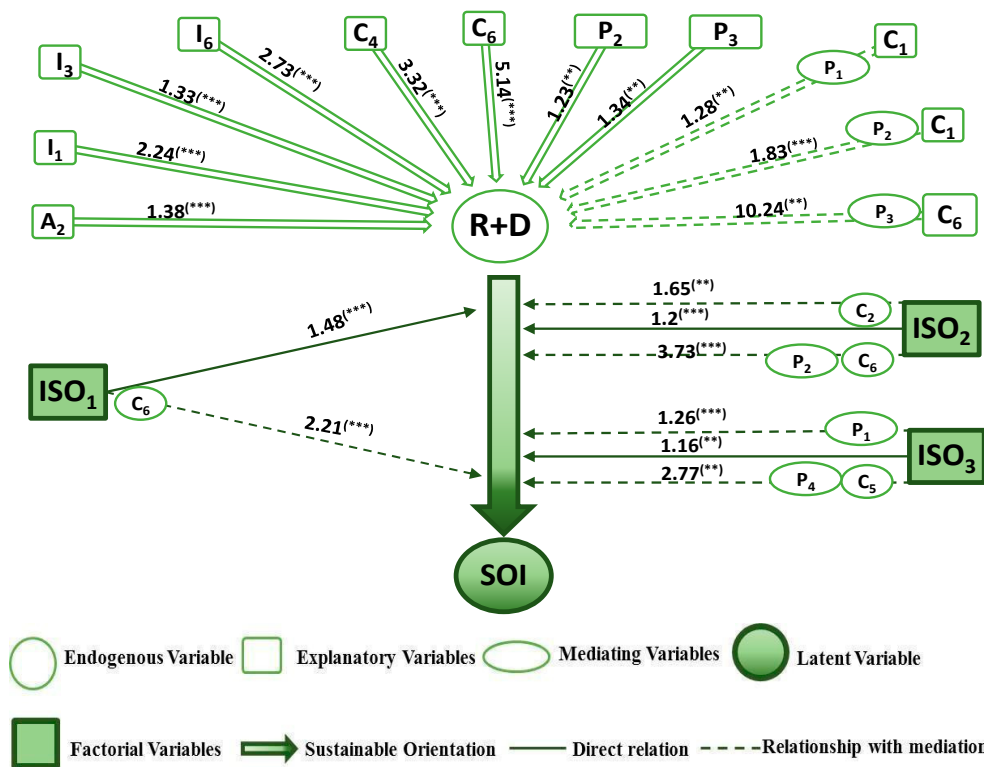 I3
I6
C4
C6
P2
P3
C1
P1
1.33(***)
2.73(***)
3.32(***)
5.14(***)
1.23(**)
1.34(**)
1.28(**)
I1
2.24(***)
1.83(***)
P2
C1
A2
1.38(***)
R+D
10.24(**)
P3
C6
1.65(**)
C2
1.48(***)
1.2(***)
ISO2
3.73(***)
P2
C6
ISO1
C6
2.21(***)
1.26(***)
P1
1.16(**)
ISO3
2.77(**)
P4
C5
SOI
Endogenous Variable
Explanatory Variables
Mediating Variables
Latent Variable
Factorial Variables
Sustainable Orientation
Direct relation
Relationship with mediation